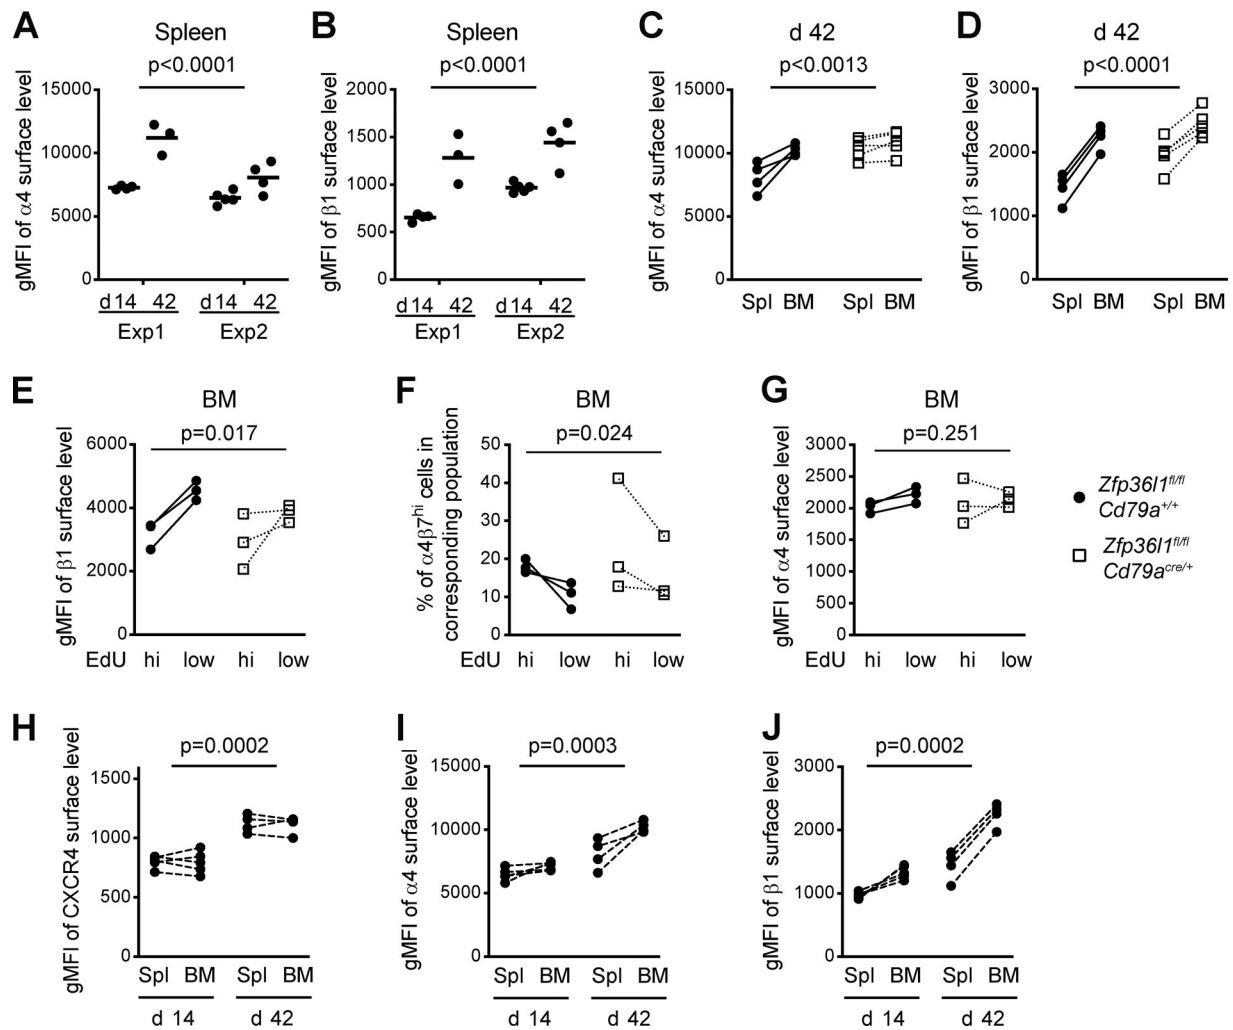 A
Spleen
p<0.0001
gMFI of α4 surface level
15000
10000
5000
0
d 14 42
d 14 42
Exp1
Exp2
B
Spleen
p<0.0001
gMFI of β1 surface level
2000
1500
1000
500
0
d 14 42
d 14 42
Exp1
Exp2
C
d 42
p<0.0013
gMFI of α4 surface level
15000
10000
5000
0
Spl BM
Spl BM
D
d 42
p<0.0001
gMFI of β1 surface level
3000
2000
1000
0
Spl BM
Spl BM
E
BM
p=0.017
gMFI of β1 surface level
6000
4000
2000
0
EdU hi low hi low
F
BM
p=0.024
% of α4β7hi cells in
corresponding population
50
40
30
20
10
0
EdU hi low hi low
G
BM
p=0.251
gMFI of α4 surface level
3000
2500
2000
1500
1000
500
0
EdU hi low hi low
Zfp36l1fl/fl
Cd79a+/+
Zfp36l1fl/fl
Cd79acre/+
H
p=0.0002
gMFI of CXCR4 surface level
1500
1000
500
0
Spl BM
Spl BM
d 14
d 42
I
p=0.0003
gMFI of α4 surface level
15000
10000
5000
0
Spl BM
Spl BM
d 14
d 42
J
p=0.0002
gMFI of β1 surface level
3000
2000
1000
0
Spl BM
Spl BM
d 14
d 42